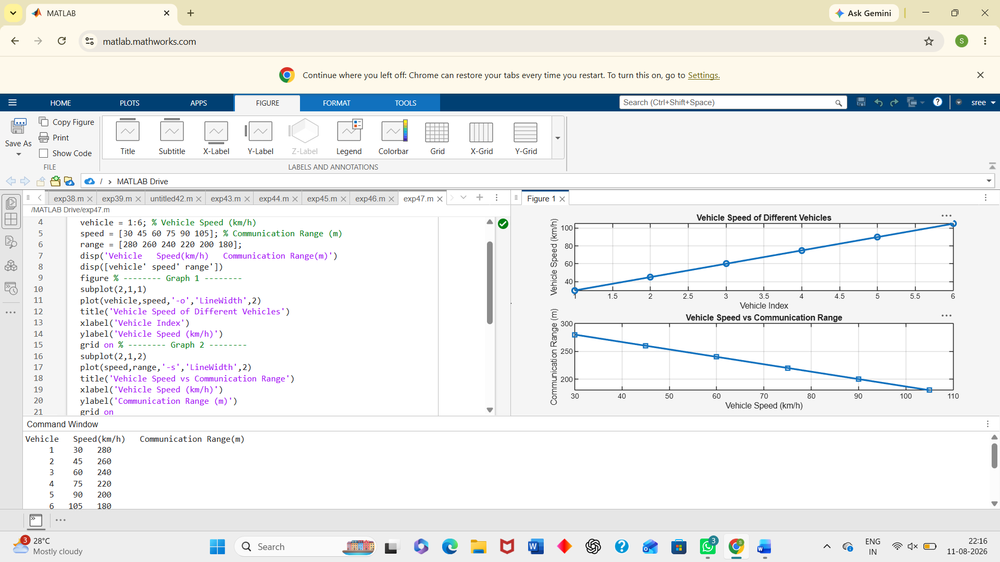 MATLAB
Ask Gemini
matlab.mathworks.com
S
Continue where you left off: Chrome can restore your tabs every time you restart. To turn this on, go to Settings.
HOME
PLOTS
APPS
FIGURE
FORMAT
TOOLS
Search (Ctrl+Shift+Space)
sree
Save As
Copy Figure
Print
Show Code
FILE
Title
Subtitle
X-Label
Y-Label
Z-Label
Legend
Colorbar
Grid
X-Grid
Y-Grid
LABELS AND ANNOTATIONS
/ › MATLAB Drive
exp38.m
exp39.m
untitled42.m
exp43.m
exp44.m
exp45.m
exp46.m
exp47.m
/MATLAB Drive/exp47.m
4 vehicle = 1:6; % Vehicle Speed (km/h)
5 speed = [30 45 60 75 90 105]; % Communication Range (m)
6 range = [280 260 240 220 200 180];
7 disp('Vehicle   Speed(km/h)   Communication Range(m)')
8 disp([vehicle' speed' range'])
9 figure % -------- Graph 1 --------
10 subplot(2,1,1)
11 plot(vehicle,speed,'-o','LineWidth',2)
12 title('Vehicle Speed of Different Vehicles')
13 xlabel('Vehicle Index')
14 ylabel('Vehicle Speed (km/h)')
15 grid on % -------- Graph 2 --------
16 subplot(2,1,2)
17 plot(speed,range,'-s','LineWidth',2)
18 title('Vehicle Speed vs Communication Range')
19 xlabel('Vehicle Speed (km/h)')
20 ylabel('Communication Range (m)')
21 grid on
Figure 1
Vehicle Speed of Different Vehicles
Vehicle Speed (km/h)
100
80
60
40
1 1.5 2 2.5 3 3.5 4 4.5 5 5.5 6
Vehicle Index
Vehicle Speed vs Communication Range
Communication Range (m)
300
250
200
30 40 50 60 70 80 90 100 110
Vehicle Speed (km/h)
Command Window
Vehicle   Speed(km/h)   Communication Range(m)
1 30 280
2 45 260
3 60 240
4 75 220
5 90 200
6 105 180
3
28°C
Mostly cloudy
Search
3
ENG
IN
22:16
11-08-2026